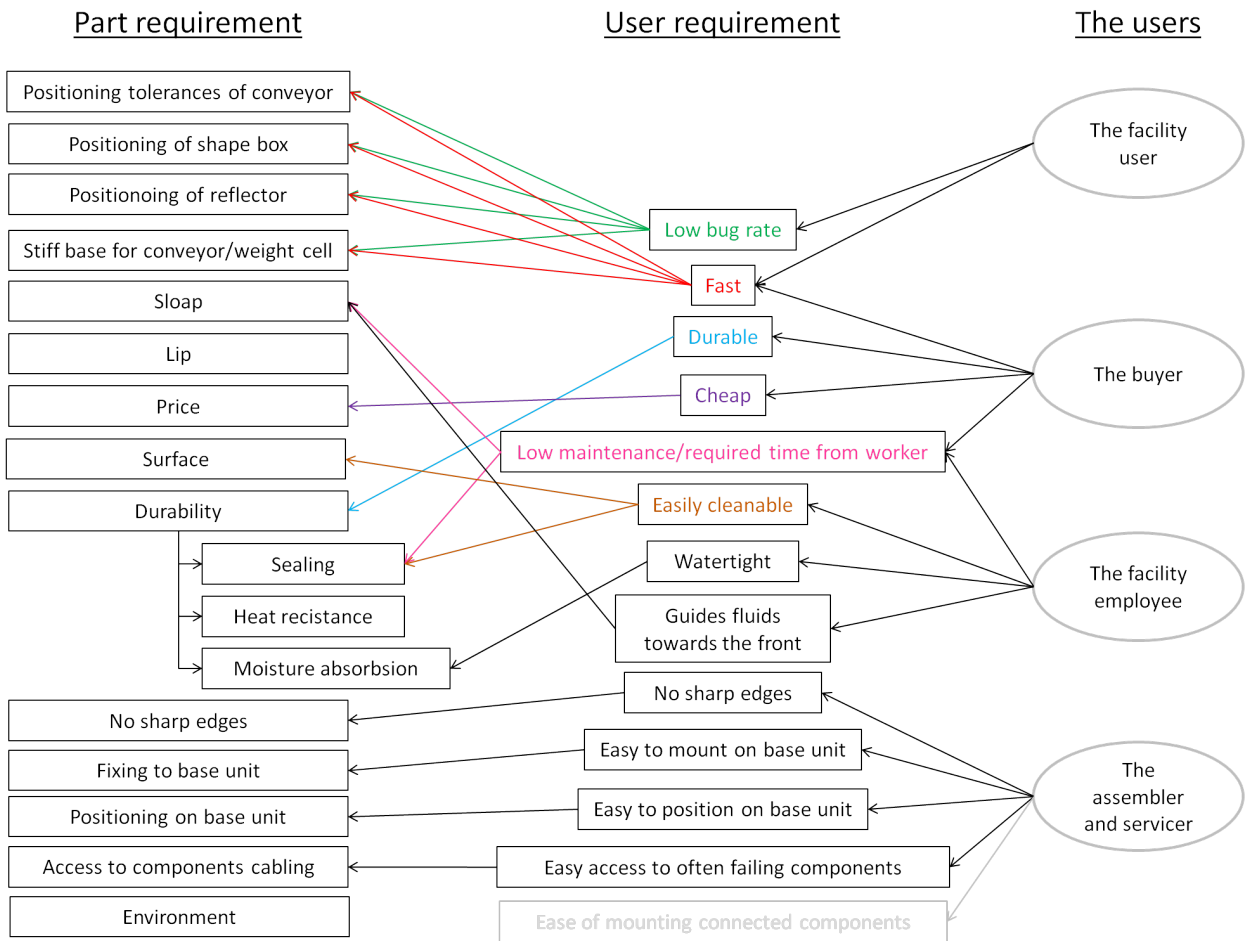 Part requirement
User requirement
The users
Positioning tolerances of conveyor
Positioning of shape box
Positionoing of reflector
Stiff base for conveyor/weight cell
Sloap
Lip
Price
Surface
Durability
Sealing
Heat recistance
Moisture absorbsion
No sharp edges
Fixing to base unit
Positioning on base unit
Access to components cabling
Environment
Low bug rate
Fast
Durable
Cheap
Low maintenance/required time from worker
Easily cleanable
Watertight
Guides fluids
towards the front
No sharp edges
Easy to mount on base unit
Easy to position on base unit
Easy access to often failing components
Ease of mounting connected components
The facility
user
The buyer
The facility
employee
The
assembler
and servicer